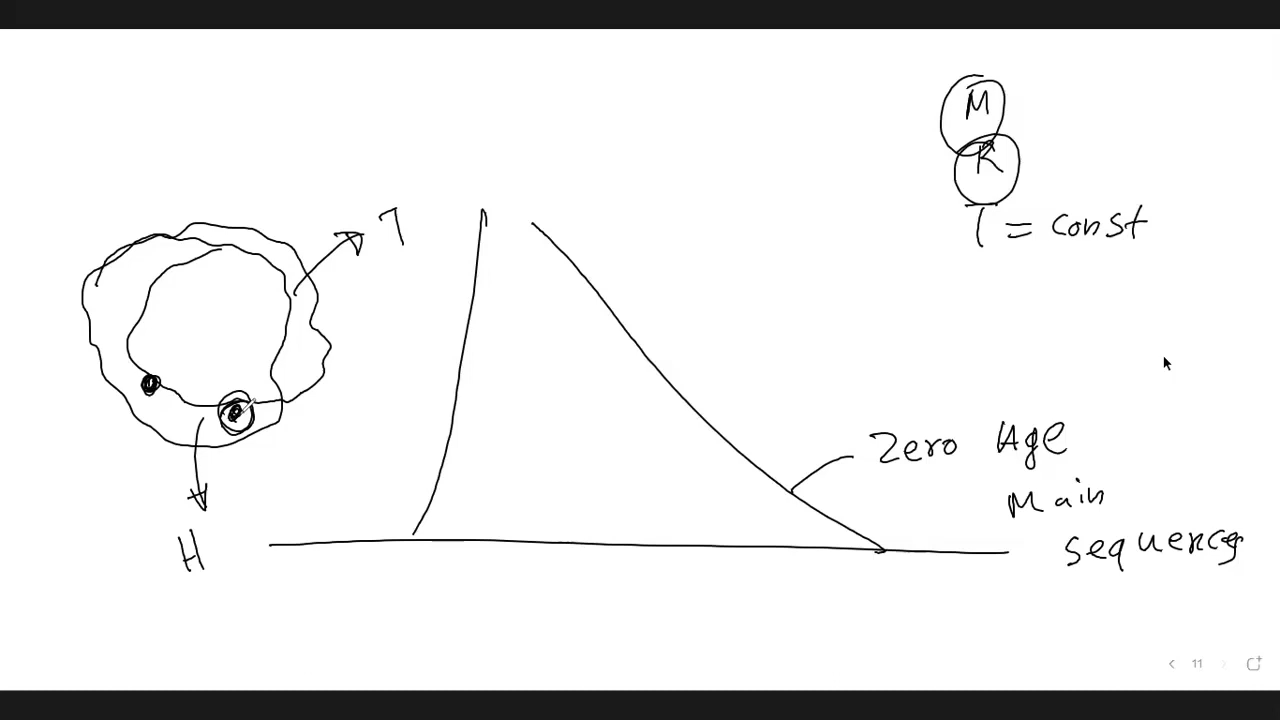 M
K
T = const
T
Zero Age
Main
sequence
H
11